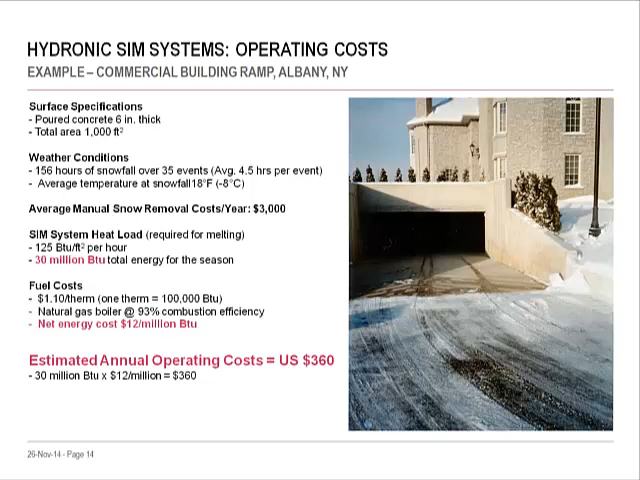 HYDRONIC SIM SYSTEMS: OPERATING COSTS
EXAMPLE – COMMERCIAL BUILDING RAMP, ALBANY, NY
Surface Specifications
- Poured concrete 6 in. thick
- Total area 1,000 ft²
Weather Conditions
- 156 hours of snowfall over 35 events (Avg. 4.5 hrs per event)
- Average temperature at snowfall18°F (-8°C)
Average Manual Snow Removal Costs/Year: $3,000
SIM System Heat Load (required for melting)
- 125 Btu/ft² per hour
- 30 million Btu total energy for the season
Fuel Costs
- $1.10/therm (one therm = 100,000 Btu)
- Natural gas boiler @ 93% combustion efficiency
- Net energy cost $12/million Btu
Estimated Annual Operating Costs = US $360
- 30 million Btu x $12/million = $360
26-Nov-14 - Page 14